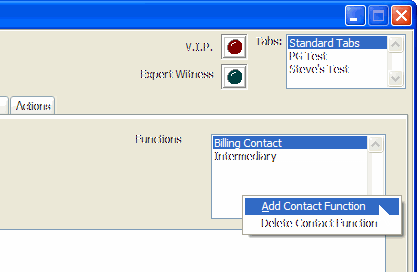 V.I.P.
Tabs:
Standard Tabs
PG Test
Steve's Test
Expert Witness
Actions
Functions
Billing Contact
Intermediary
Add Contact Function
Delete Contact Function